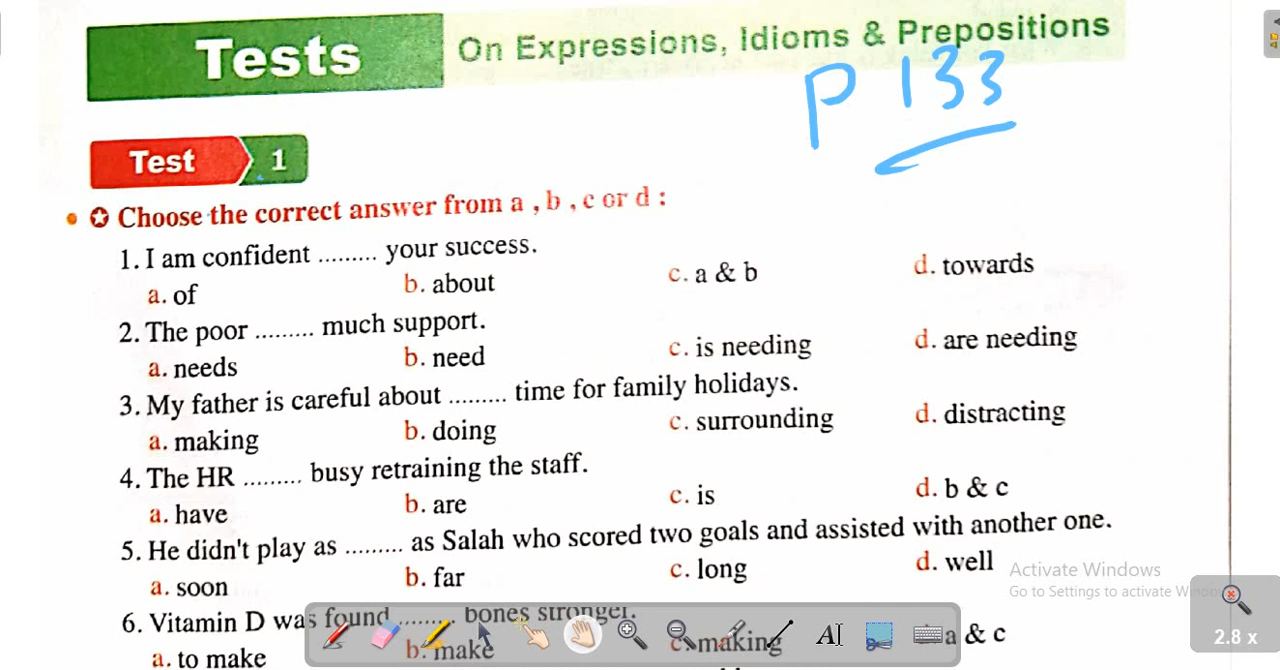 Tests
On Expressions, Idioms & Prepositions
P 133
Test 1
Choose the correct answer from a , b , c or d :
1. I am confident ......... your success.
a. of b. about c. a & b d. towards
2. The poor ......... much support.
a. needs b. need c. is needing d. are needing
3. My father is careful about ......... time for family holidays.
a. making b. doing c. surrounding d. distracting
4. The HR ......... busy retraining the staff.
a. have b. are c. is d. b & c
5. He didn't play as ......... as Salah who scored two goals and assisted with another one.
a. soon b. far c. long d. well
Activate Windows
Go to Settings to activate Windows
6. Vitamin D was found ......... bones stronger.
a. to make b. make c. making a & c
AI
2.8 x